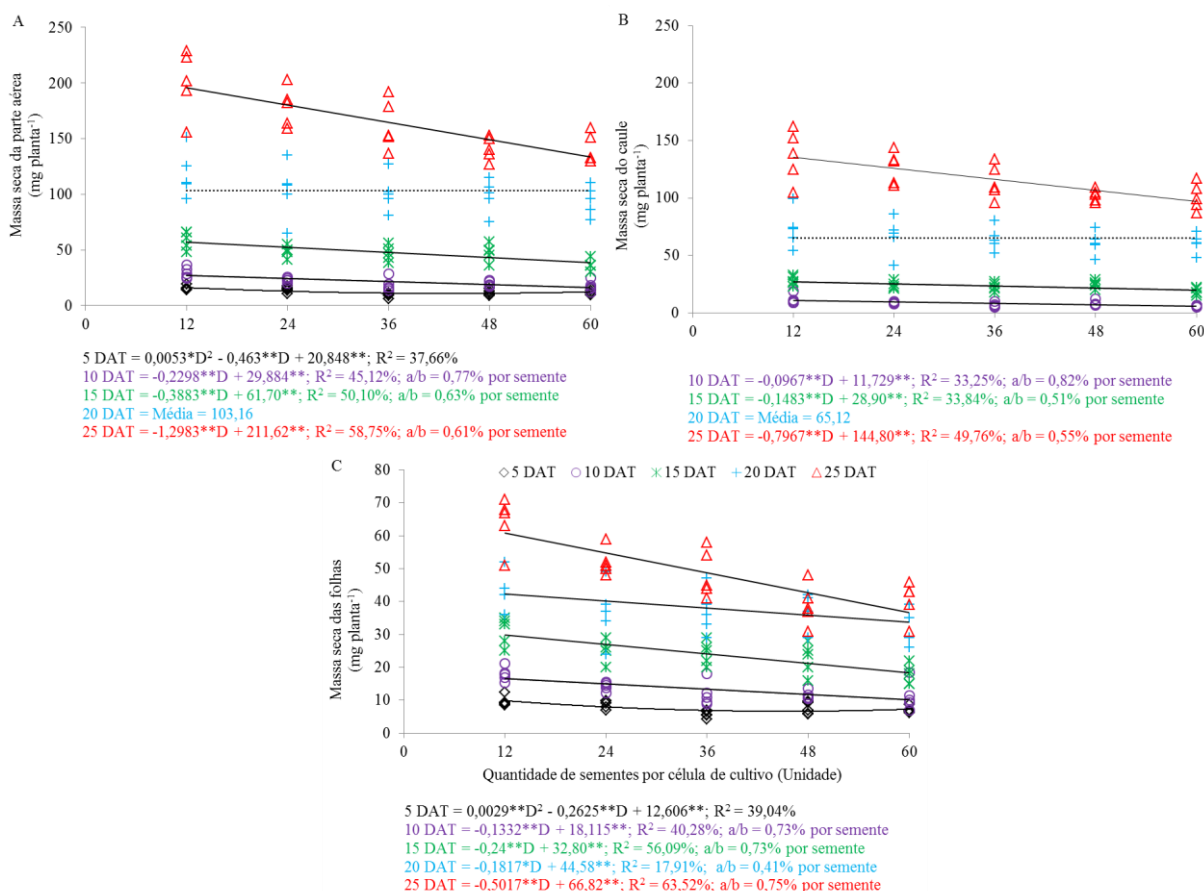 A
Massa seca da parte aérea
(mg planta⁻¹)
250
200
150
100
50
0
0 12 24 36 48 60
5 DAT = 0,0053*D² - 0,463**D + 20,848**; R² = 37,66%
10 DAT = -0,2298**D + 29,884**; R² = 45,12%; a/b = 0,77% por semente
15 DAT = -0,3883**D + 61,70**; R² = 50,10%; a/b = 0,63% por semente
20 DAT = Média = 103,16
25 DAT = -1,2983**D + 211,62**; R² = 58,75%; a/b = 0,61% por semente
B
Massa seca do caule
(mg planta⁻¹)
250
200
150
100
50
0
0 12 24 36 48 60
10 DAT = -0,0967**D + 11,729**; R² = 33,25%; a/b = 0,82% por semente
15 DAT = -0,1483**D + 28,90**; R² = 33,84%; a/b = 0,51% por semente
20 DAT = Média = 65,12
25 DAT = -0,7967**D + 144,80**; R² = 49,76%; a/b = 0,55% por semente
C
5 DAT 10 DAT 15 DAT 20 DAT 25 DAT
Massa seca das folhas
(mg planta⁻¹)
80
70
60
50
40
30
20
10
0
0 12 24 36 48 60
Quantidade de sementes por célula de cultivo (Unidade)
5 DAT = 0,0029**D² - 0,2625**D + 12,606**; R² = 39,04%
10 DAT = -0,1332**D + 18,115**; R² = 40,28%; a/b = 0,73% por semente
15 DAT = -0,24**D + 32,80**; R² = 56,09%; a/b = 0,73% por semente
20 DAT = -0,1817*D + 44,58**; R² = 17,91%; a/b = 0,41% por semente
25 DAT = -0,5017**D + 66,82**; R² = 63,52%; a/b = 0,75% por semente